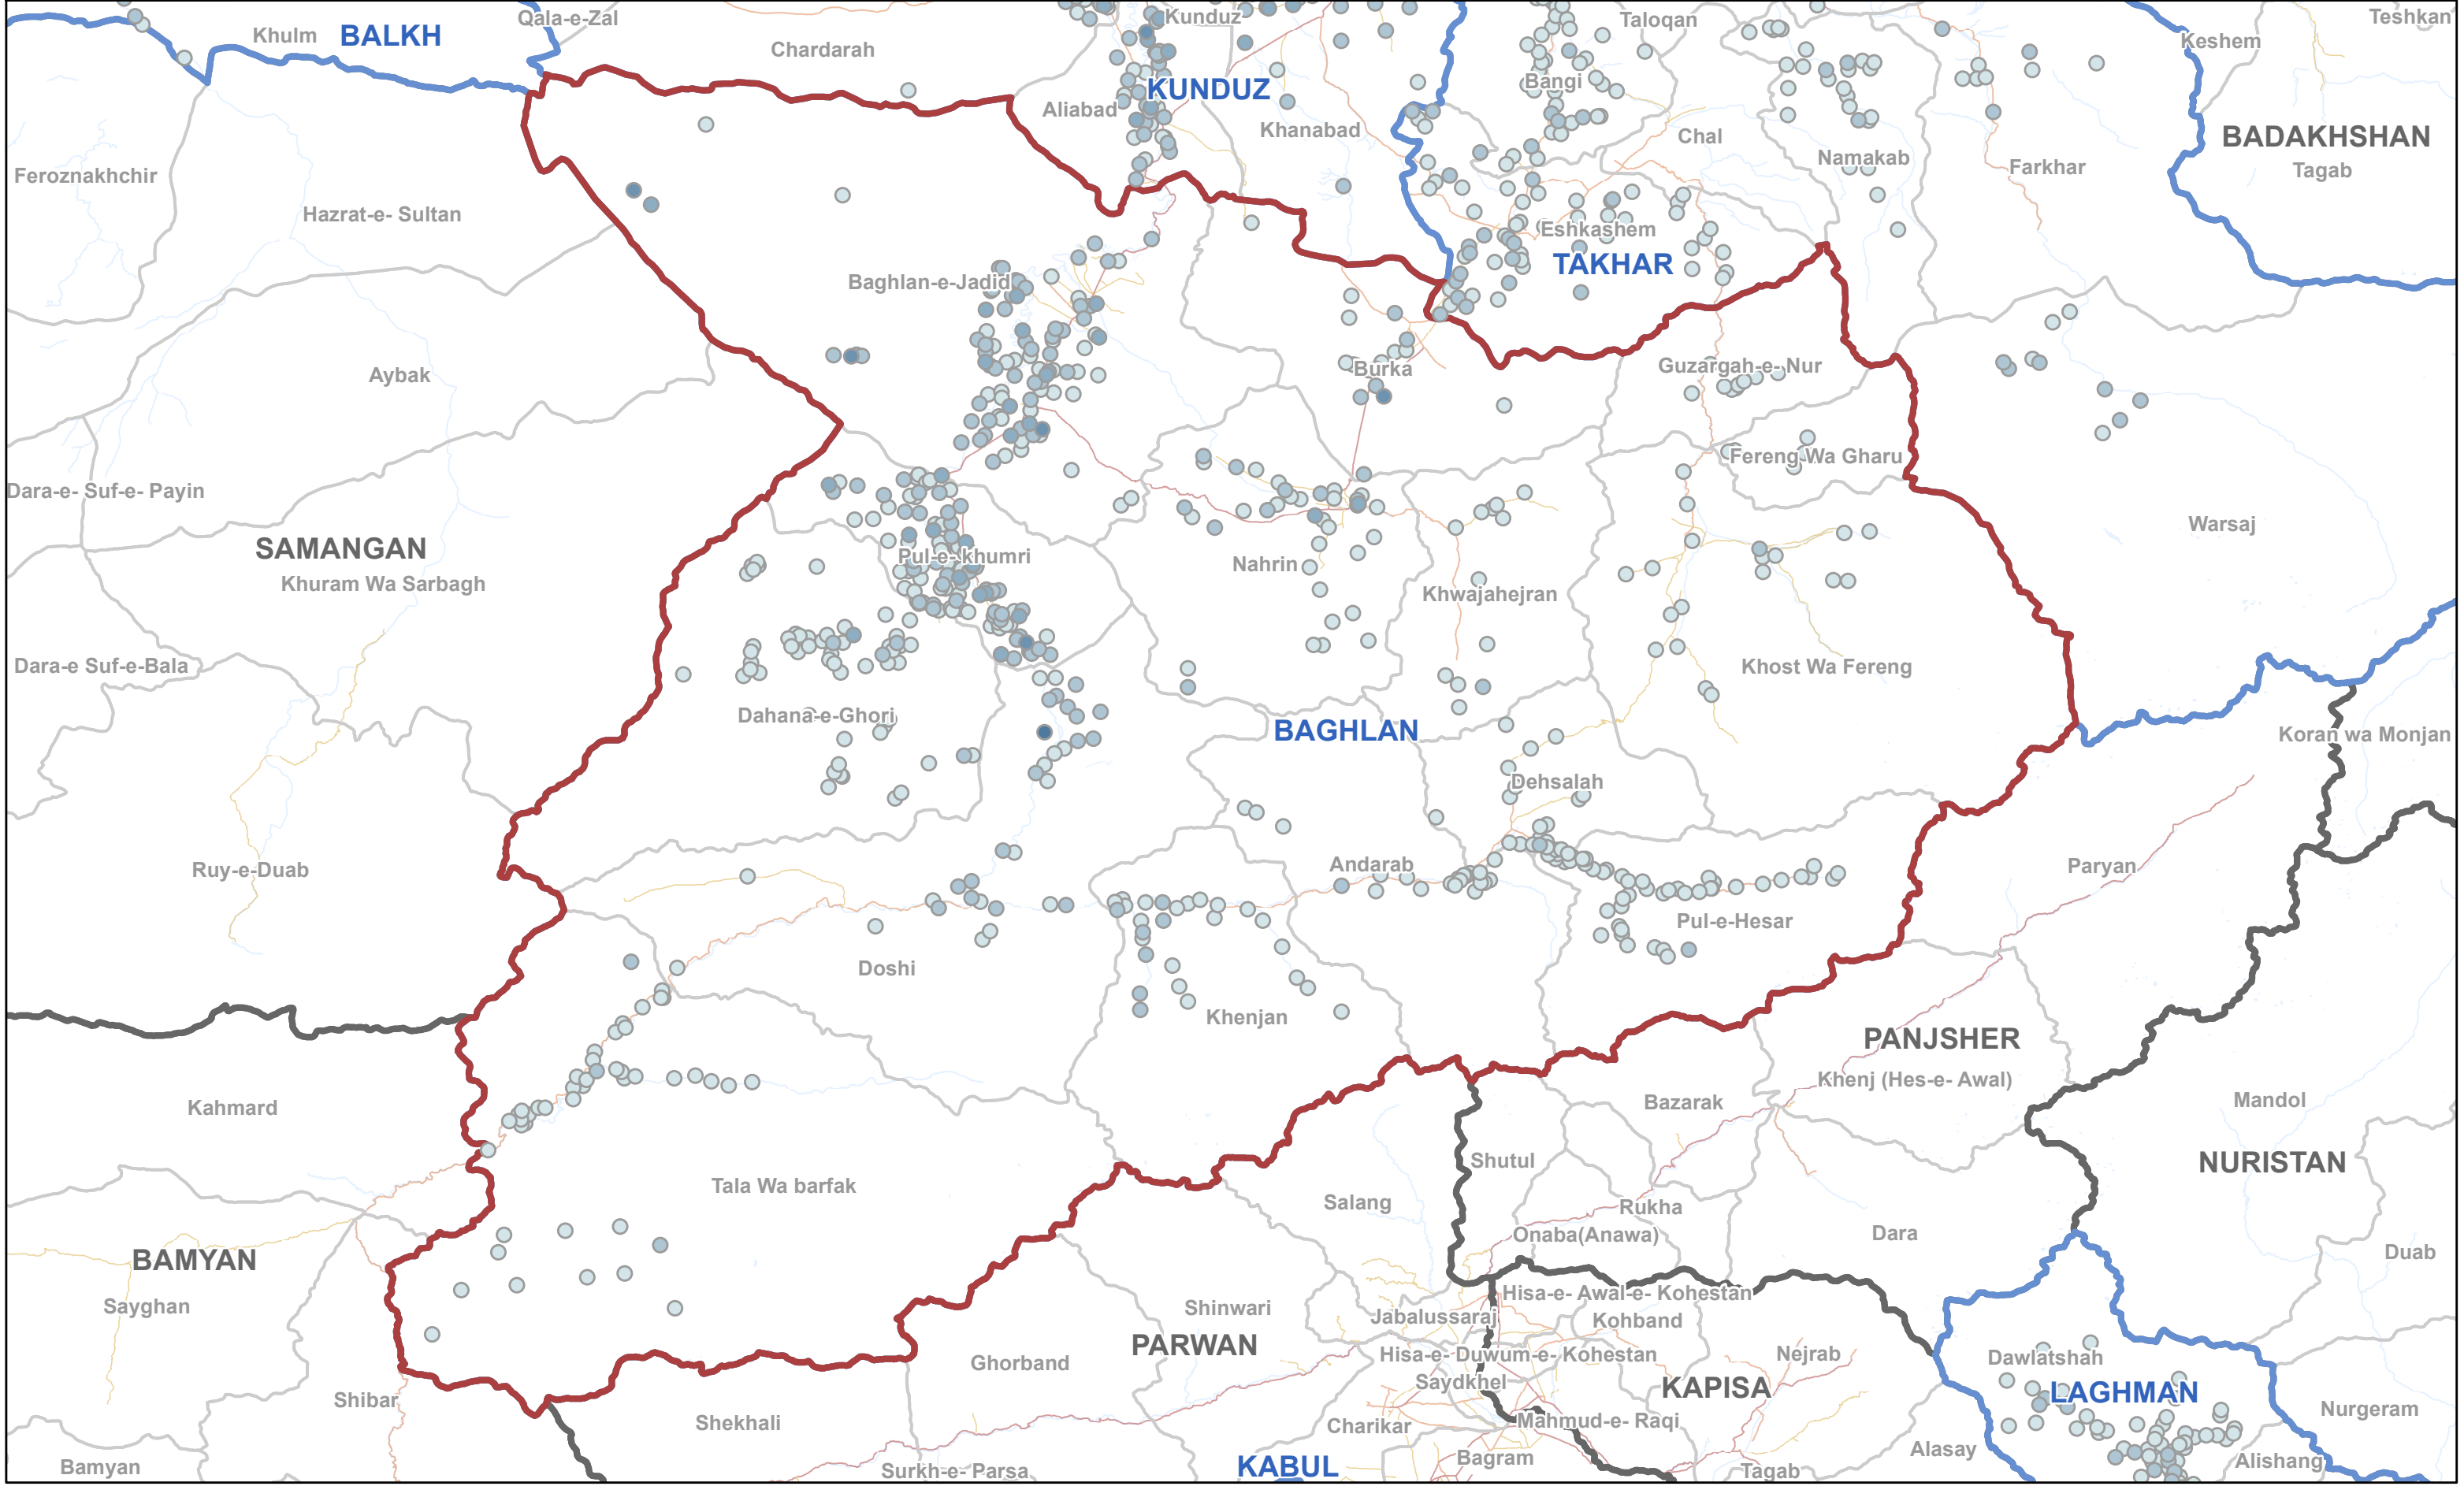 Qala-e-Zal
Kunduz
Taloqan
Teshkan
Khulm
BALKH
Chardarah
Keshem
Bangi
KUNDUZ
Aliabad
Khanabad
Chal
BADAKHSHAN
Namakab
Farkhar
Tagab
Feroznakhchir
Hazrat-e- Sultan
Eshkashem
TAKHAR
Baghlan-e-Jadid
Aybak
Burka
Guzargah-e- Nur
Fereng Wa Gharu
Dara-e- Suf-e- Payin
Warsaj
SAMANGAN
Pul-e- khumri
Nahrin
Khuram Wa Sarbagh
Khwajahejran
Dara-e Suf-e-Bala
Khost Wa Fereng
Dahana-e-Ghori
BAGHLAN
Koran wa Monjan
Dehsalah
Ruy-e-Duab
Andarab
Paryan
Pul-e-Hesar
Doshi
Khenjan
PANJSHER
Khenj (Hes-e- Awal)
Kahmard
Bazarak
Mandol
Shutul
NURISTAN
Tala Wa barfak
Salang
Rukha
Onaba(Anawa)
Dara
BAMYAN
Duab
Sayghan
Hisa-e- Awal-e- Kohestan
Shinwari
Jabalussaraj
Kohband
PARWAN
Hisa-e- Duwum-e- Kohestan
Nejrab
Dawlatshah
Ghorband
Saydkhel
KAPISA
LAGHMAN
Shibar
Shekhali
Charikar
Mahmud-e- Raqi
Nurgeram
Bamyan
Surkh-e- Parsa
KABUL
Bagram
Tagab
Alasay
Alishang